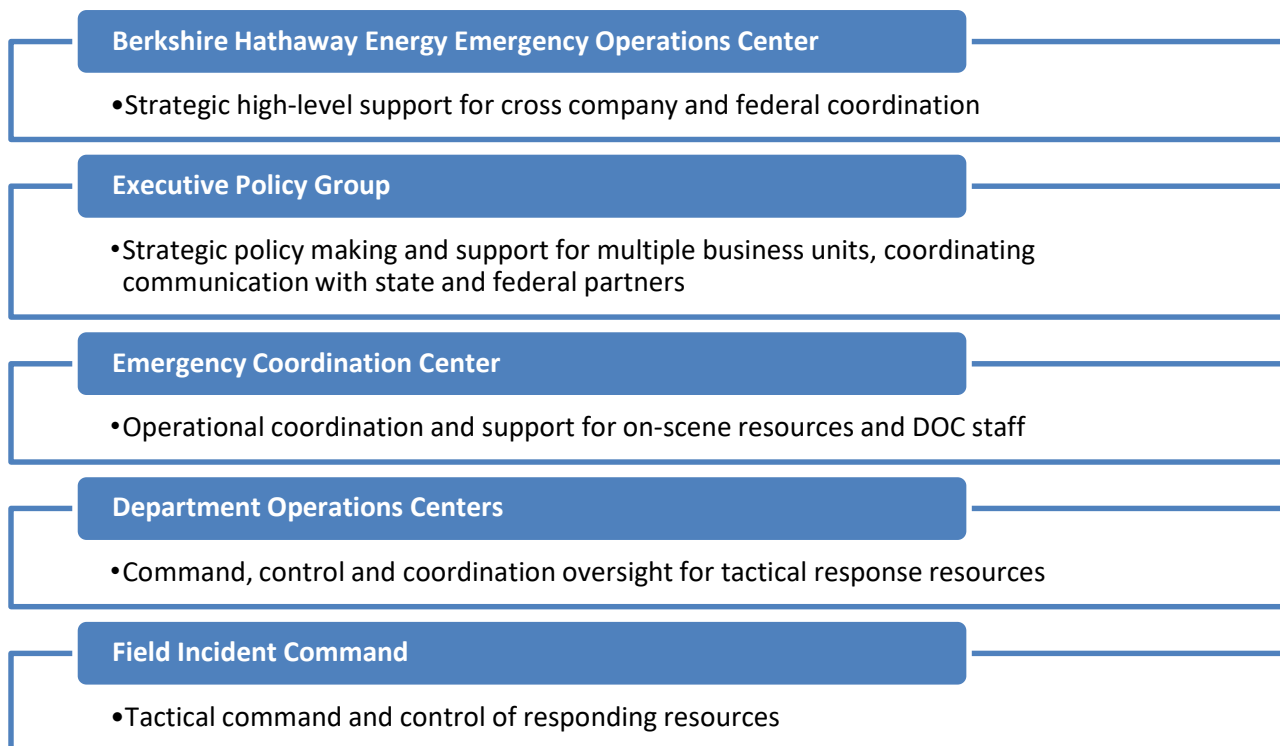 Berkshire Hathaway Energy Emergency Operations Center
•Strategic high-level support for cross company and federal coordination
Executive Policy Group
•Strategic policy making and support for multiple business units, coordinating
communication with state and federal partners
Emergency Coordination Center
•Operational coordination and support for on-scene resources and DOC staff
Department Operations Centers
•Command, control and coordination oversight for tactical response resources
Field Incident Command
•Tactical command and control of responding resources